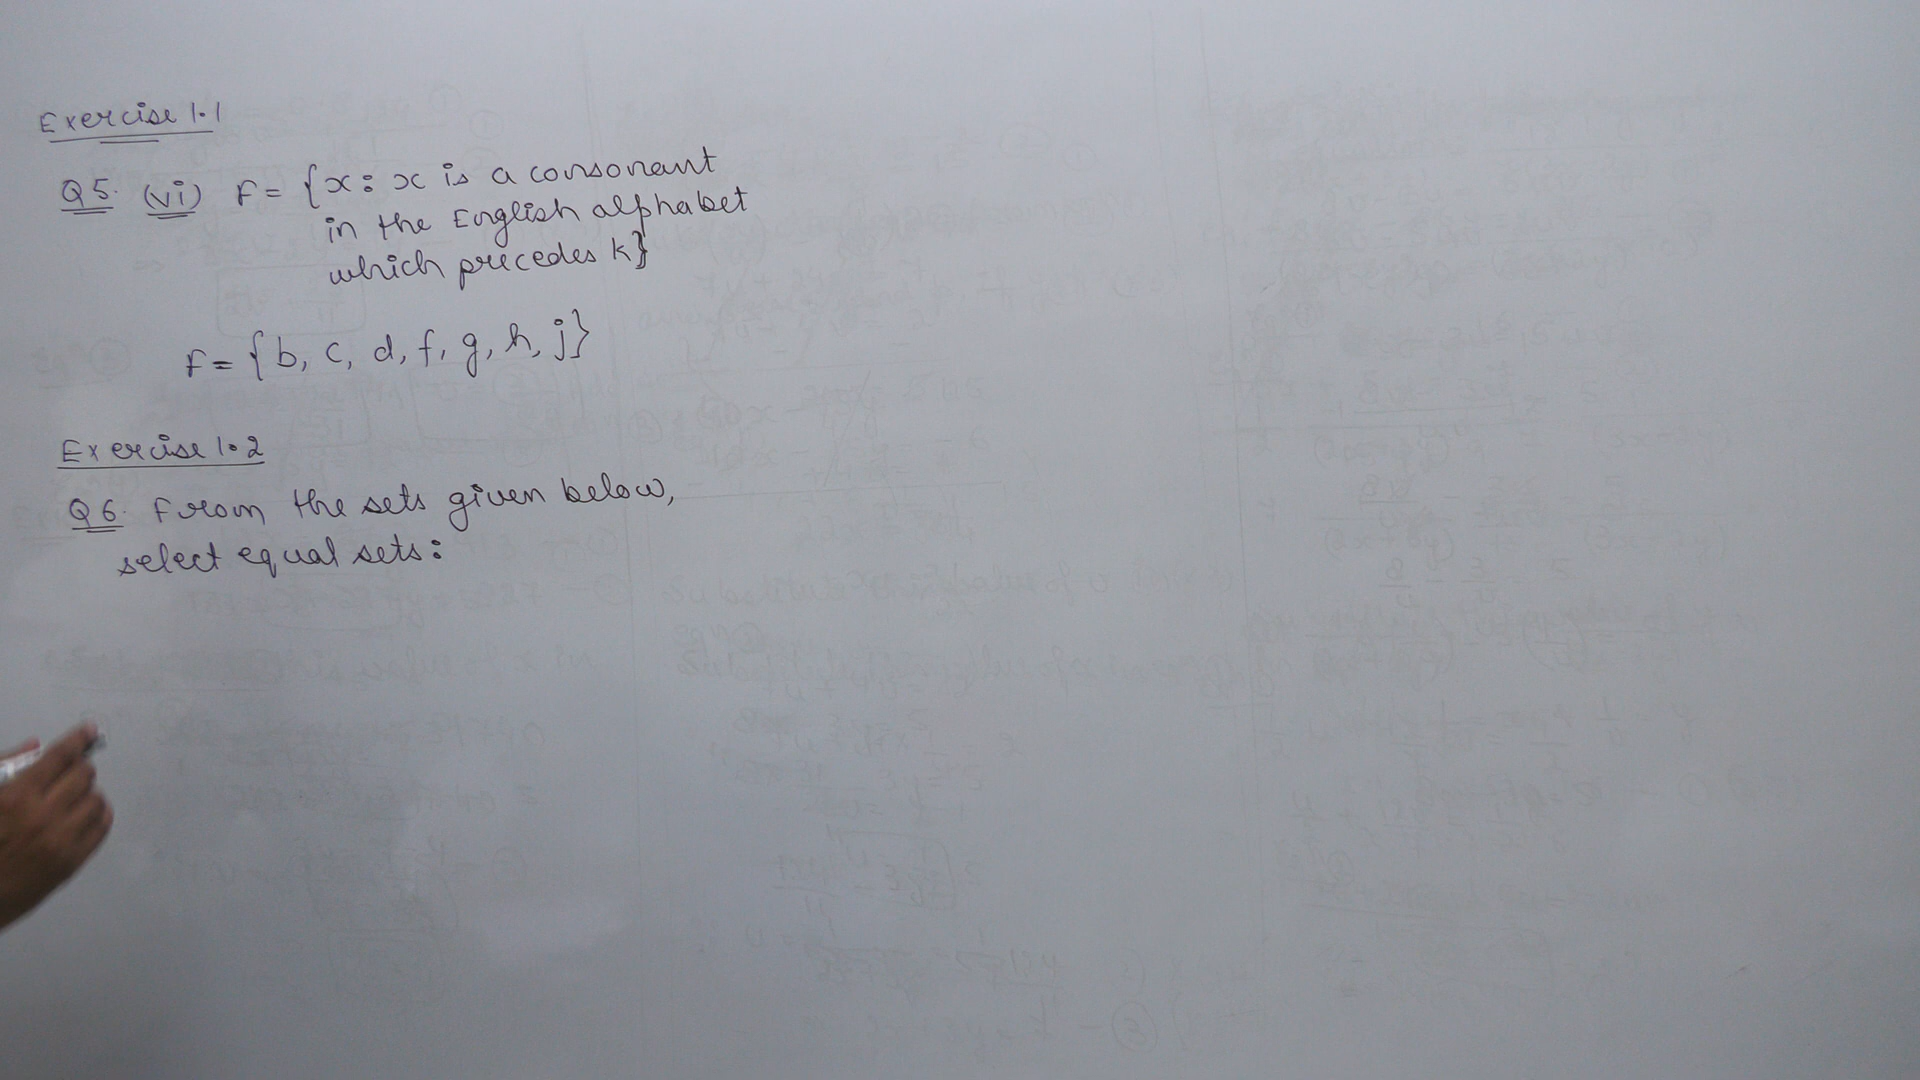 Exercise 1.1
Q5. (vi) F = {x : x is a consonant
in the English alphabet
which precedes k}
F = {b, c, d, f, g, h, j}
Exercise 1.2
Q6. From the sets given below,
select equal sets: